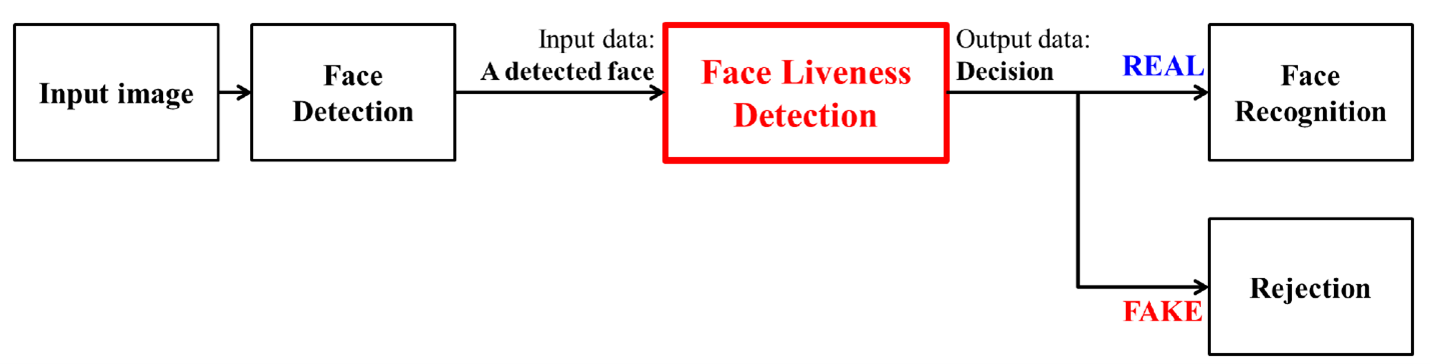 Input image
Face
Detection
Input data:
A detected face
Face Liveness
Detection
Output data:
Decision
REAL
Face
Recognition
FAKE
Rejection